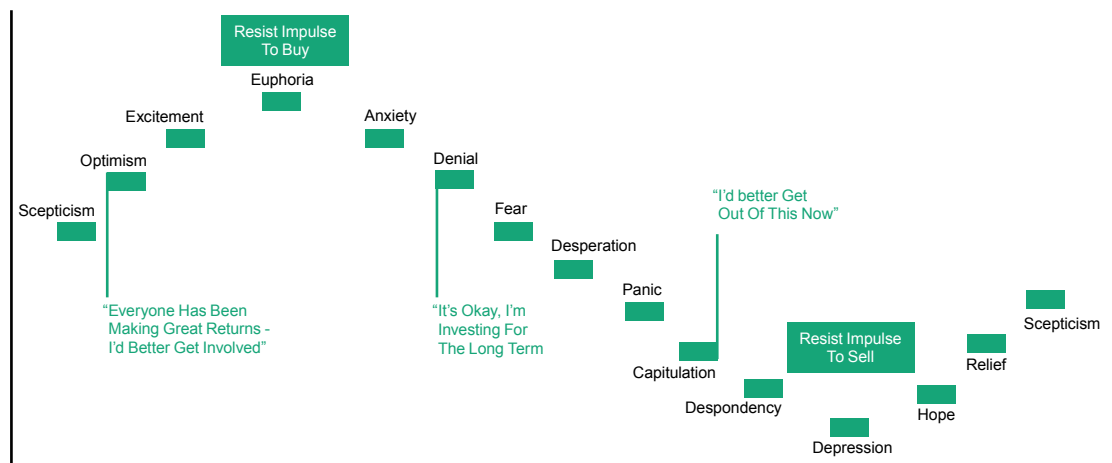 Resist Impulse
To Buy
Euphoria
Excitement
Anxiety
Optimism
Denial
Scepticism
Fear
"I'd better Get
Out Of This Now"
Desperation
Panic
"Everyone Has Been
Making Great Returns -
I'd Better Get Involved"
"It's Okay, I'm
Investing For
The Long Term
Scepticism
Resist Impulse
To Sell
Relief
Capitulation
Despondency
Hope
Depression